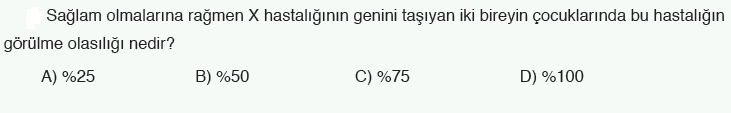 Sağlam olmalarına rağmen X hastalığının genini taşıyan iki bireyin çocuklarında bu hastalığın
görülme olasılığı nedir?
A) %25 B) %50 C) %75 D) %100